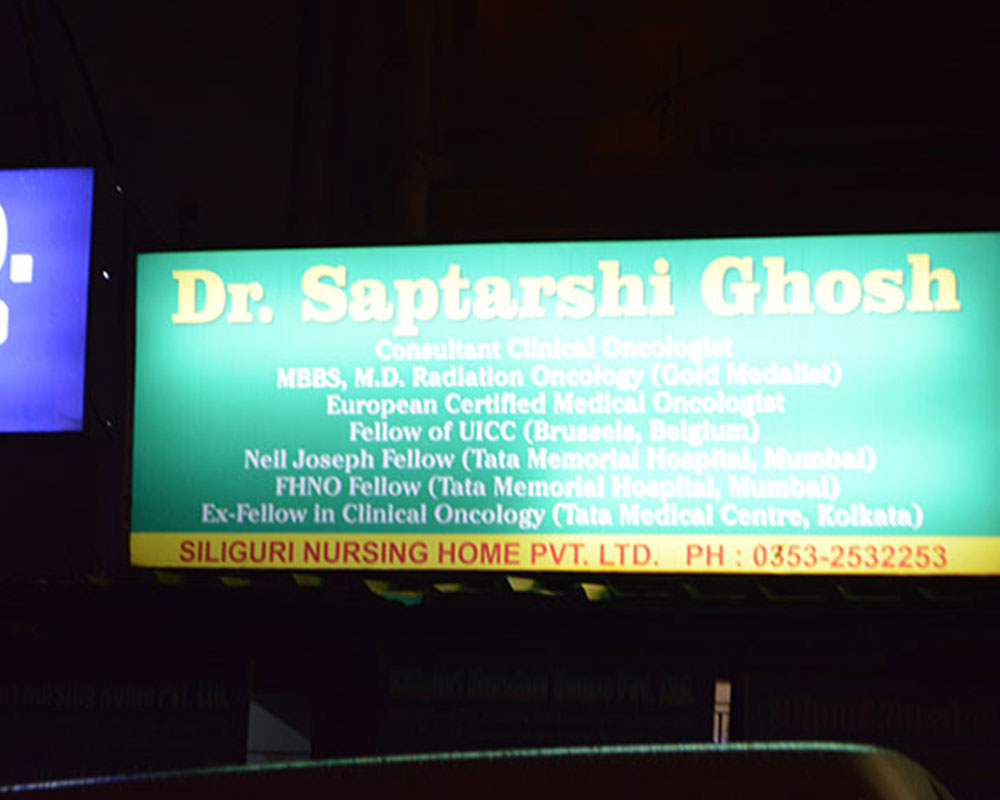 Dr. Saptarshi Ghosh
Consultant Clinical Oncologist
MBBS, M.D. Radiation Oncology (Gold Medalist)
European Certified Medical Oncologist
Fellow of UICC (Brussels, Belgium)
Neil Joseph Fellow (Tata Memorial Hospital, Mumbai)
FHNO Fellow (Tata Memorial Hospital, Mumbai)
Ex-Fellow in Clinical Oncology (Tata Medical Centre, Kolkata)
SILIGURI NURSING HOME PVT. LTD. PH : 0353-2532253